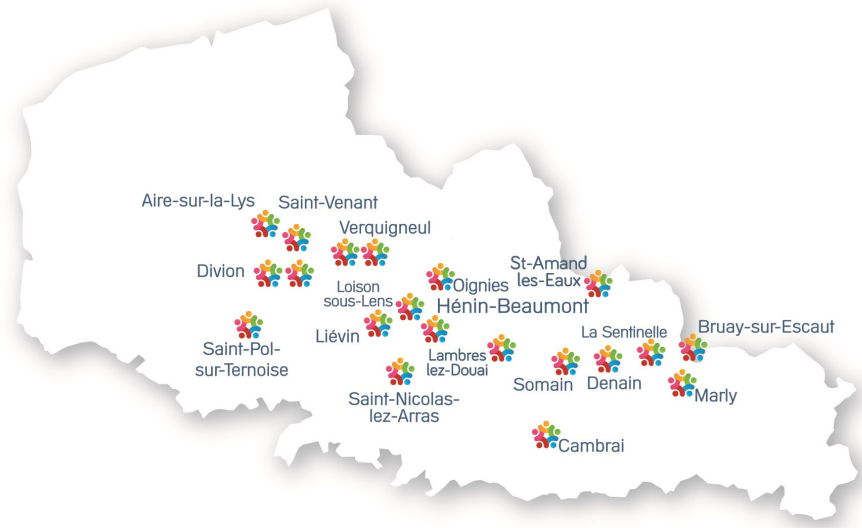 Aire-sur-la-Lys
Saint-Venant
Verquigneul
Divion
Loison
sous-Lens
Oignies
St-Amand
les-Eaux
Hénin-Beaumont
Liévin
Saint-Pol-
sur-Ternoise
Lambres
lez-Douai
La Sentinelle
Bruay-sur-Escaut
Somain
Denain
Marly
Saint-Nicolas-
lez-Arras
Cambrai